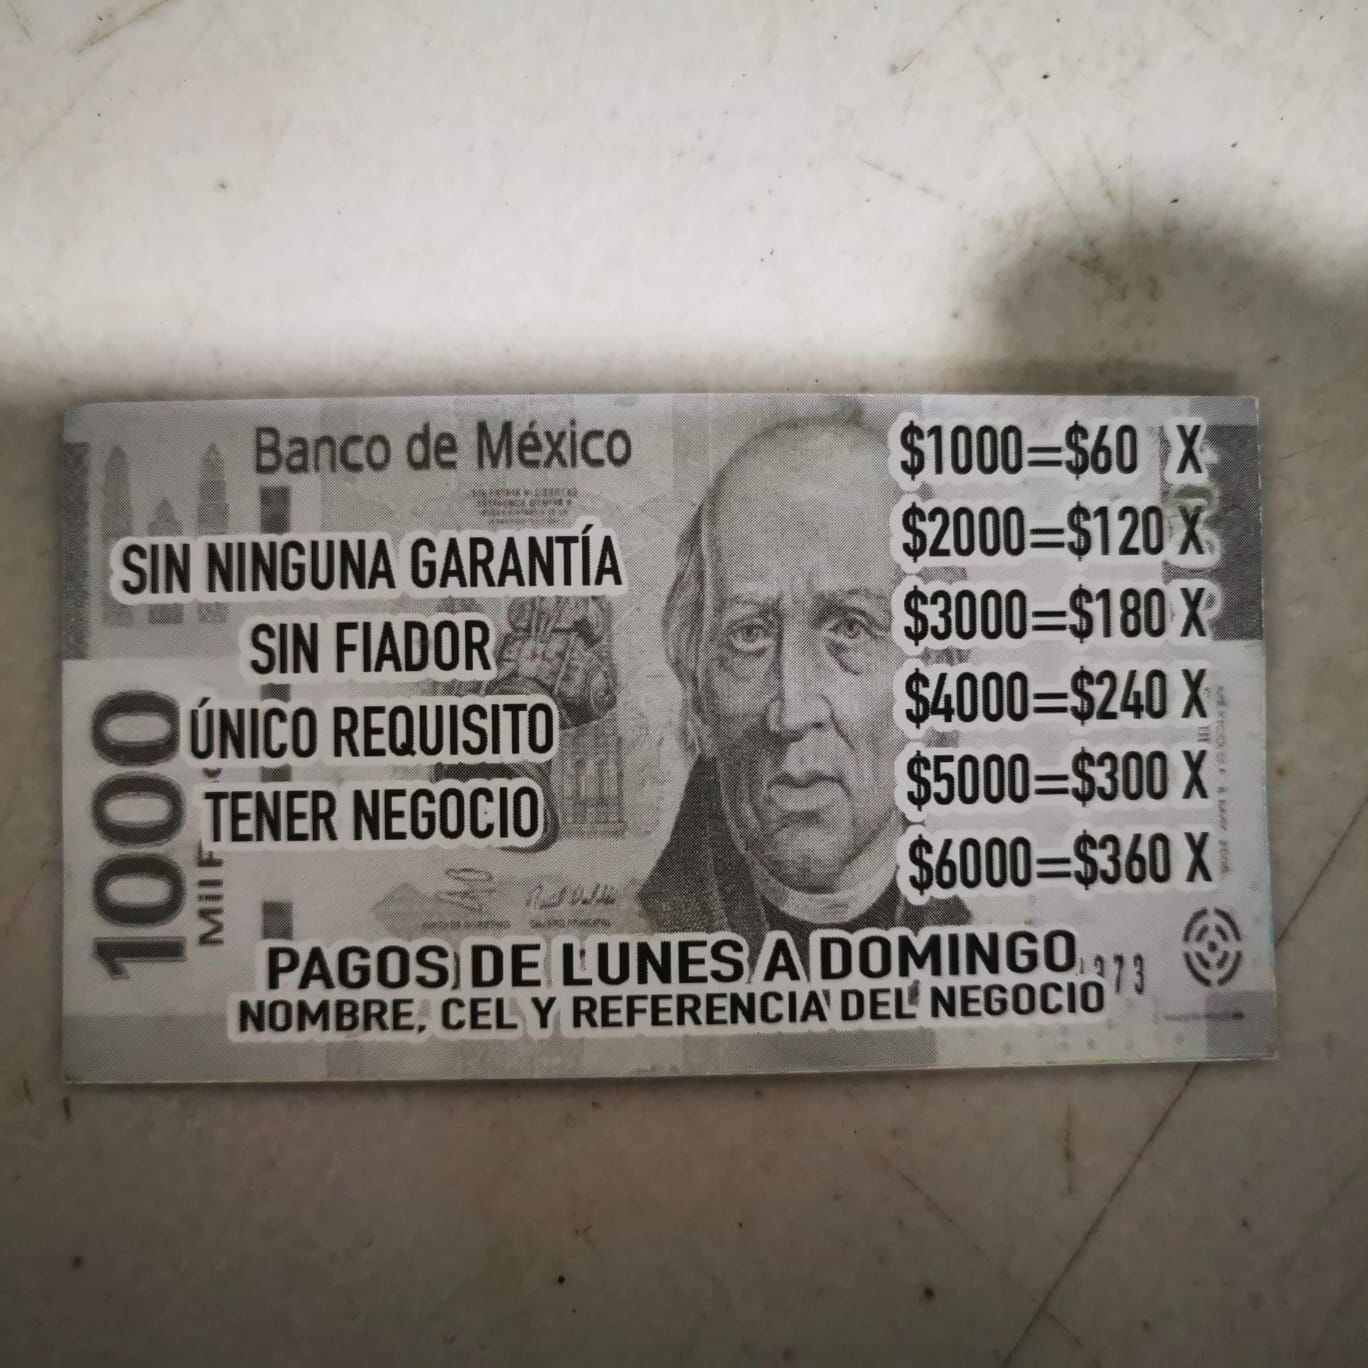 Banco de México
SIN NINGUNA GARANTÍA
SIN FIADOR
ÚNICO REQUISITO
TENER NEGOCIO
1000
$1000=$60 X
$2000=$120 X
$3000=$180 X
$4000=$240 X
$5000=$300 X
$6000=$360 X
PAGOS DE LUNES A DOMINGO
NOMBRE, CEL Y REFERENCIA DEL NEGOCIO